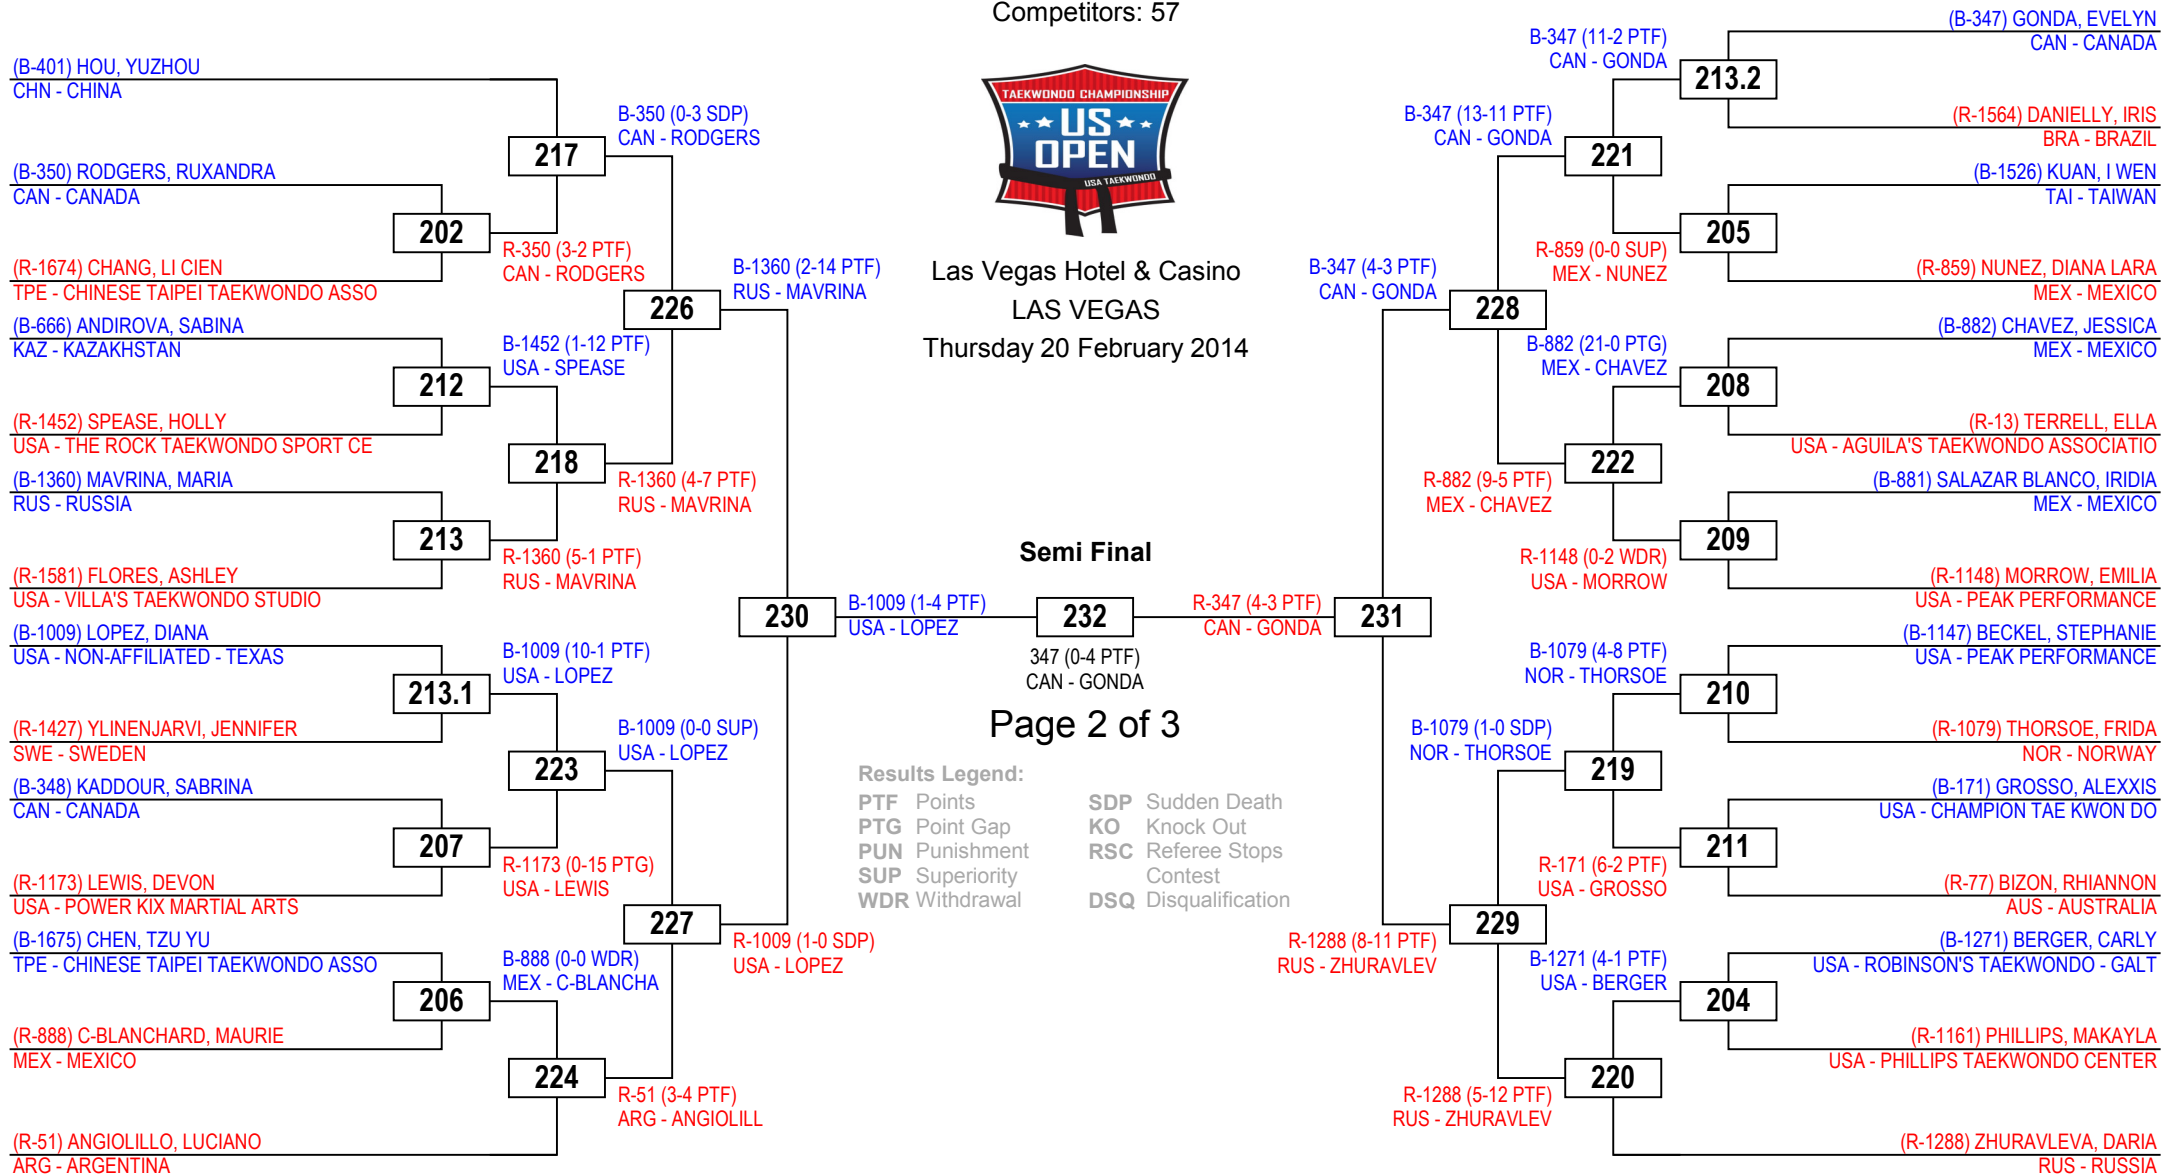 Competitors: 57
TAEKWONDO CHAMPIONSHIP
US
OPEN
USA TAEKWONDO
Las Vegas Hotel & Casino
LAS VEGAS
Thursday 20 February 2014
(B-401) HOU, YUZHOU
CHN - CHINA
(B-350) RODGERS, RUXANDRA
CAN - CANADA
(R-1674) CHANG, LI CIEN
TPE - CHINESE TAIPEI TAEKWONDO ASSO
(B-666) ANDIROVA, SABINA
KAZ - KAZAKHSTAN
(R-1452) SPEASE, HOLLY
USA - THE ROCK TAEKWONDO SPORT CE
(B-1360) MAVRINA, MARIA
RUS - RUSSIA
(R-1581) FLORES, ASHLEY
USA - VILLA'S TAEKWONDO STUDIO
(B-1009) LOPEZ, DIANA
USA - NON-AFFILIATED - TEXAS
(R-1427) YLINENJARVI, JENNIFER
SWE - SWEDEN
(B-348) KADDOUR, SABRINA
CAN - CANADA
(R-1173) LEWIS, DEVON
USA - POWER KIX MARTIAL ARTS
(B-1675) CHEN, TZU YU
TPE - CHINESE TAIPEI TAEKWONDO ASSO
(R-888) C-BLANCHARD, MAURIE
MEX - MEXICO
(R-51) ANGIOLILLO, LUCIANO
ARG - ARGENTINA
202
212
213
213.1
207
206
R-350 (3-2 PTF)
CAN - RODGERS
B-1452 (1-12 PTF)
USA - SPEASE
R-1360 (5-1 PTF)
RUS - MAVRINA
B-1009 (10-1 PTF)
USA - LOPEZ
R-1173 (0-15 PTG)
USA - LEWIS
B-888 (0-0 WDR)
MEX - C-BLANCHA
217
218
223
224
B-350 (0-3 SDP)
CAN - RODGERS
R-1360 (4-7 PTF)
RUS - MAVRINA
B-1009 (0-0 SUP)
USA - LOPEZ
R-51 (3-4 PTF)
ARG - ANGIOLILL
226
227
B-1360 (2-14 PTF)
RUS - MAVRINA
R-1009 (1-0 SDP)
USA - LOPEZ
230
B-1009 (1-4 PTF)
USA - LOPEZ
Semi Final
232
347 (0-4 PTF)
CAN - GONDA
Page 2 of 3
Results Legend:
PTF Points
PTG Point Gap
PUN Punishment
SUP Superiority
WDR Withdrawal
SDP Sudden Death
KO Knock Out
RSC Referee Stops
Contest
DSQ Disqualification
R-347 (4-3 PTF)
CAN - GONDA
231
B-347 (4-3 PTF)
CAN - GONDA
R-1288 (8-11 PTF)
RUS - ZHURAVLEV
228
229
B-347 (13-11 PTF)
CAN - GONDA
R-882 (9-5 PTF)
MEX - CHAVEZ
B-1079 (1-0 SDP)
NOR - THORSOE
R-1288 (5-12 PTF)
RUS - ZHURAVLEV
221
222
219
220
B-347 (11-2 PTF)
CAN - GONDA
R-859 (0-0 SUP)
MEX - NUNEZ
B-882 (21-0 PTG)
MEX - CHAVEZ
R-1148 (0-2 WDR)
USA - MORROW
B-1079 (4-8 PTF)
NOR - THORSOE
R-171 (6-2 PTF)
USA - GROSSO
B-1271 (4-1 PTF)
USA - BERGER
213.2
205
208
209
210
211
204
(B-347) GONDA, EVELYN
CAN - CANADA
(R-1564) DANIELLY, IRIS
BRA - BRAZIL
(B-1526) KUAN, I WEN
TAI - TAIWAN
(R-859) NUNEZ, DIANA LARA
MEX - MEXICO
(B-882) CHAVEZ, JESSICA
MEX - MEXICO
(R-13) TERRELL, ELLA
USA - AGUILA'S TAEKWONDO ASSOCIATIO
(B-881) SALAZAR BLANCO, IRIDIA
MEX - MEXICO
(R-1148) MORROW, EMILIA
USA - PEAK PERFORMANCE
(B-1147) BECKEL, STEPHANIE
USA - PEAK PERFORMANCE
(R-1079) THORSOE, FRIDA
NOR - NORWAY
(B-171) GROSSO, ALEXXIS
USA - CHAMPION TAE KWON DO
(R-77) BIZON, RHIANNON
AUS - AUSTRALIA
(B-1271) BERGER, CARLY
USA - ROBINSON'S TAEKWONDO - GALT
(R-1161) PHILLIPS, MAKAYLA
USA - PHILLIPS TAEKWONDO CENTER
(R-1288) ZHURAVLEVA, DARIA
RUS - RUSSIA